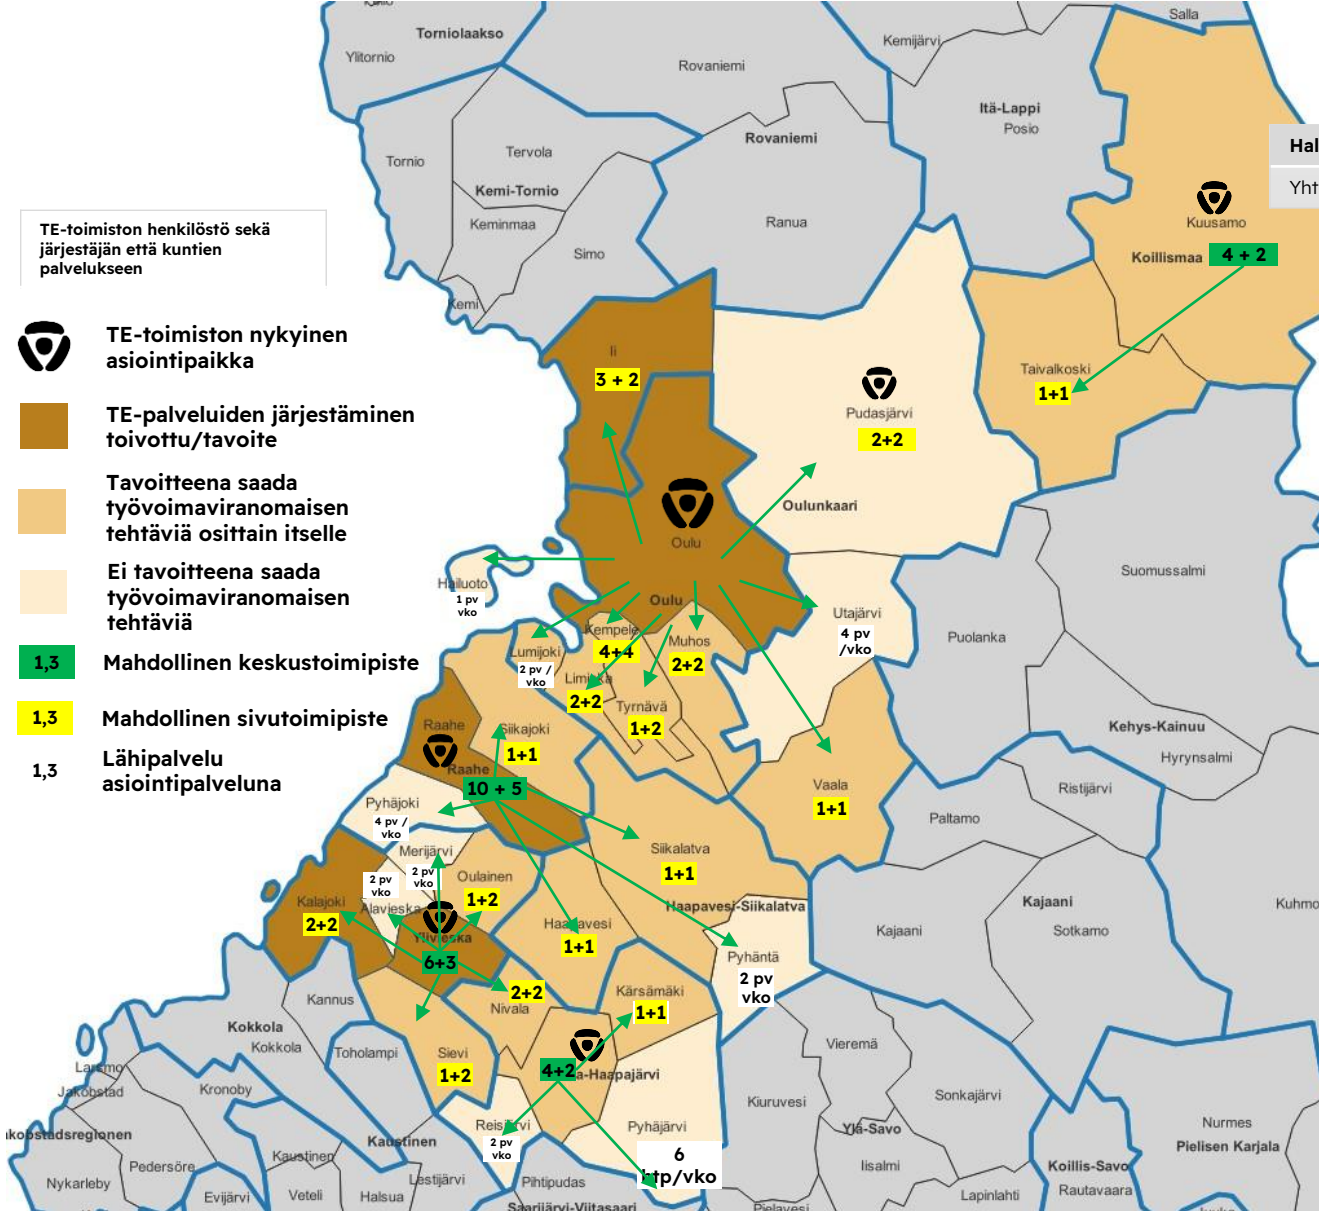 TE-toimiston henkilöstö sekä
järjestäjän että kuntien
palvelukseen
TE-toimiston nykyinen
asiointipaikka
TE-palveluiden järjestäminen
toivottu/tavoite
Tavoitteena saada
työvoimaviranomaisen
tehtäviä osittain itselle
Ei tavoitteena saada
työvoimaviranomaisen
tehtäviä
1,3 Mahdollinen keskustoimipiste
1,3 Mahdollinen sivutoimipiste
1,3 Lähipalvelu
asiointipalveluna
Torniolaakso
Ylitornio
Rovaniemi
Kemijärvi
Salla
Itä-Lappi
Posio
Rovaniemi
Tornio
Tervola
Kemi-Tornio
Keminmaa
Ranua
Simo
Kemi
Hal
Yht
Kuusamo
Koillismaa
4 + 2
Taivalkoski
1+1
Ii
3 + 2
Pudasjärvi
2+2
Oulunkaari
Oulu
Oulu
Hailuoto
1 pv
vko
Utajärvi
4 pv
/vko
Suomussalmi
Puolanka
Kempele
4+4
Muhos
2+2
Lumijoki
2 pv /
vko
2+2
Tyrnävä
1+2
Raahe
Siikajoki
1+1
Raahe
10 + 5
Kehys-Kainuu
Hyrynsalmi
Ristijärvi
Paltamo
Vaala
1+1
Pyhäjoki
4 pv /
vko
Merijärvi
2 pv
vko
2 pv
vko
Oulainen
1+2
Siikalatva
1+1
Haapavesi-Siikalatva
Kalajoki
2+2
Alavieska
Ylivieska
6+3
Haapavesi
1+1
Pyhäntä
2 pv
vko
Kajaani
Kajaani
Sotkamo
Kuhmo
Nivala
2+2
Kärsämäki
1+1
Kannus
Kokkola
Kokkola
Toholampi
Sievi
1+2
4+2
a-Haapajärvi
Vieremä
Larsmo
Jakobstad
Kronoby
Kiuruvesi
Sonkajärvi
Reisjärvi
2 pv
vko
Pyhäjärvi
6
htp/vko
Ylä-Savo
Iisalmi
Nurmes
Pielisen Karjala
Koillis-Savo
Rautavaara
akobstadsregionen
Pedersöre
Nykarleby
Kaustinen
Kaustinen
Evijärvi
Veteli
Halsua
Lestijärvi
Pihtipudas
Saarijärvi-Viitasaari
Pielavesi
Lapinlahti